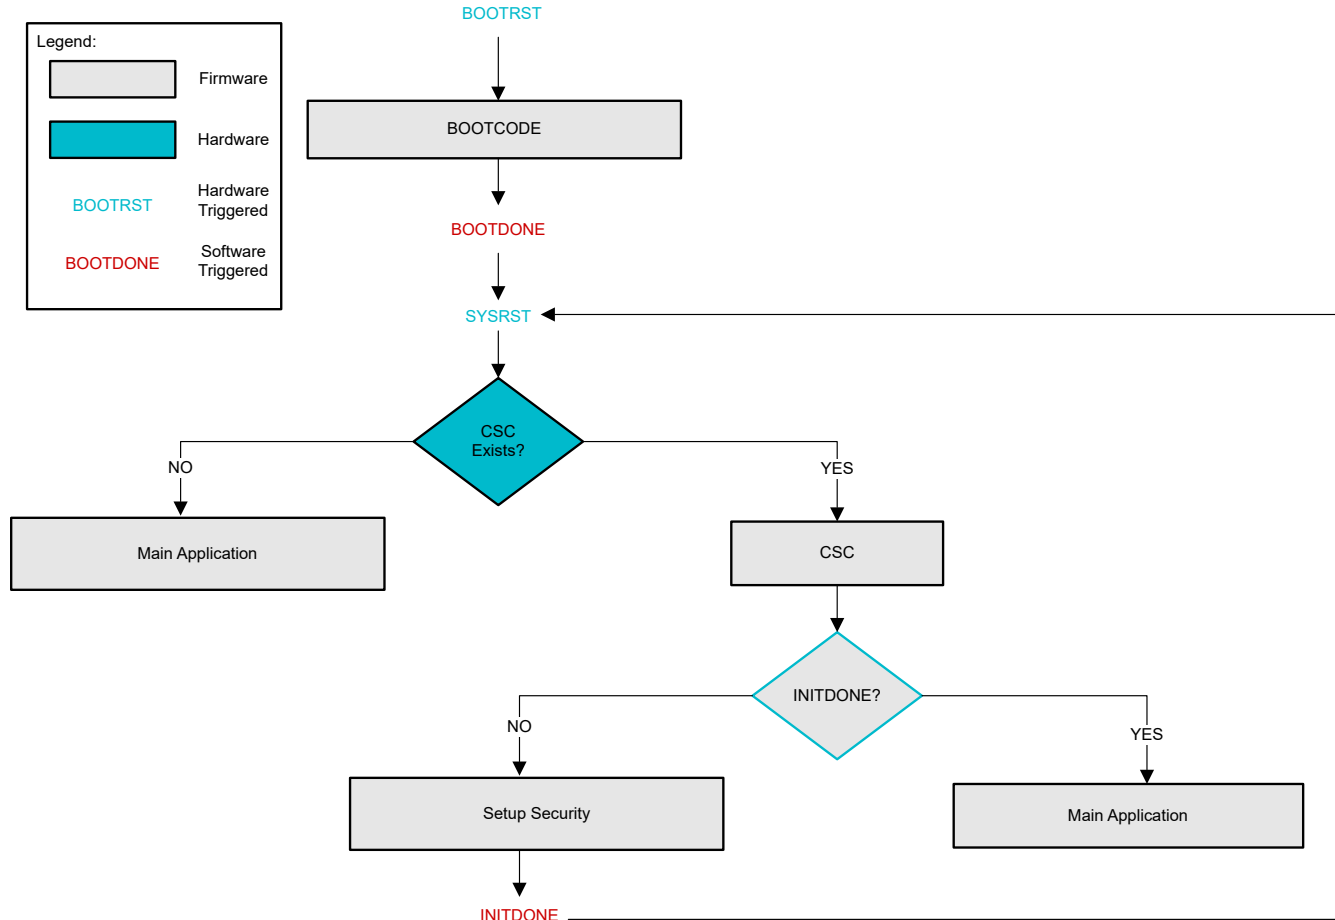 BOOTRST
Legend:
Firmware
Hardware
BOOTRST
Hardware
Triggered
BOOTDONE
Software
Triggered
BOOTCODE
BOOTDONE
SYSRST
CSC
Exists?
NO
YES
Main Application
CSC
INITDONE?
NO
YES
Setup Security
Main Application
INITDONE